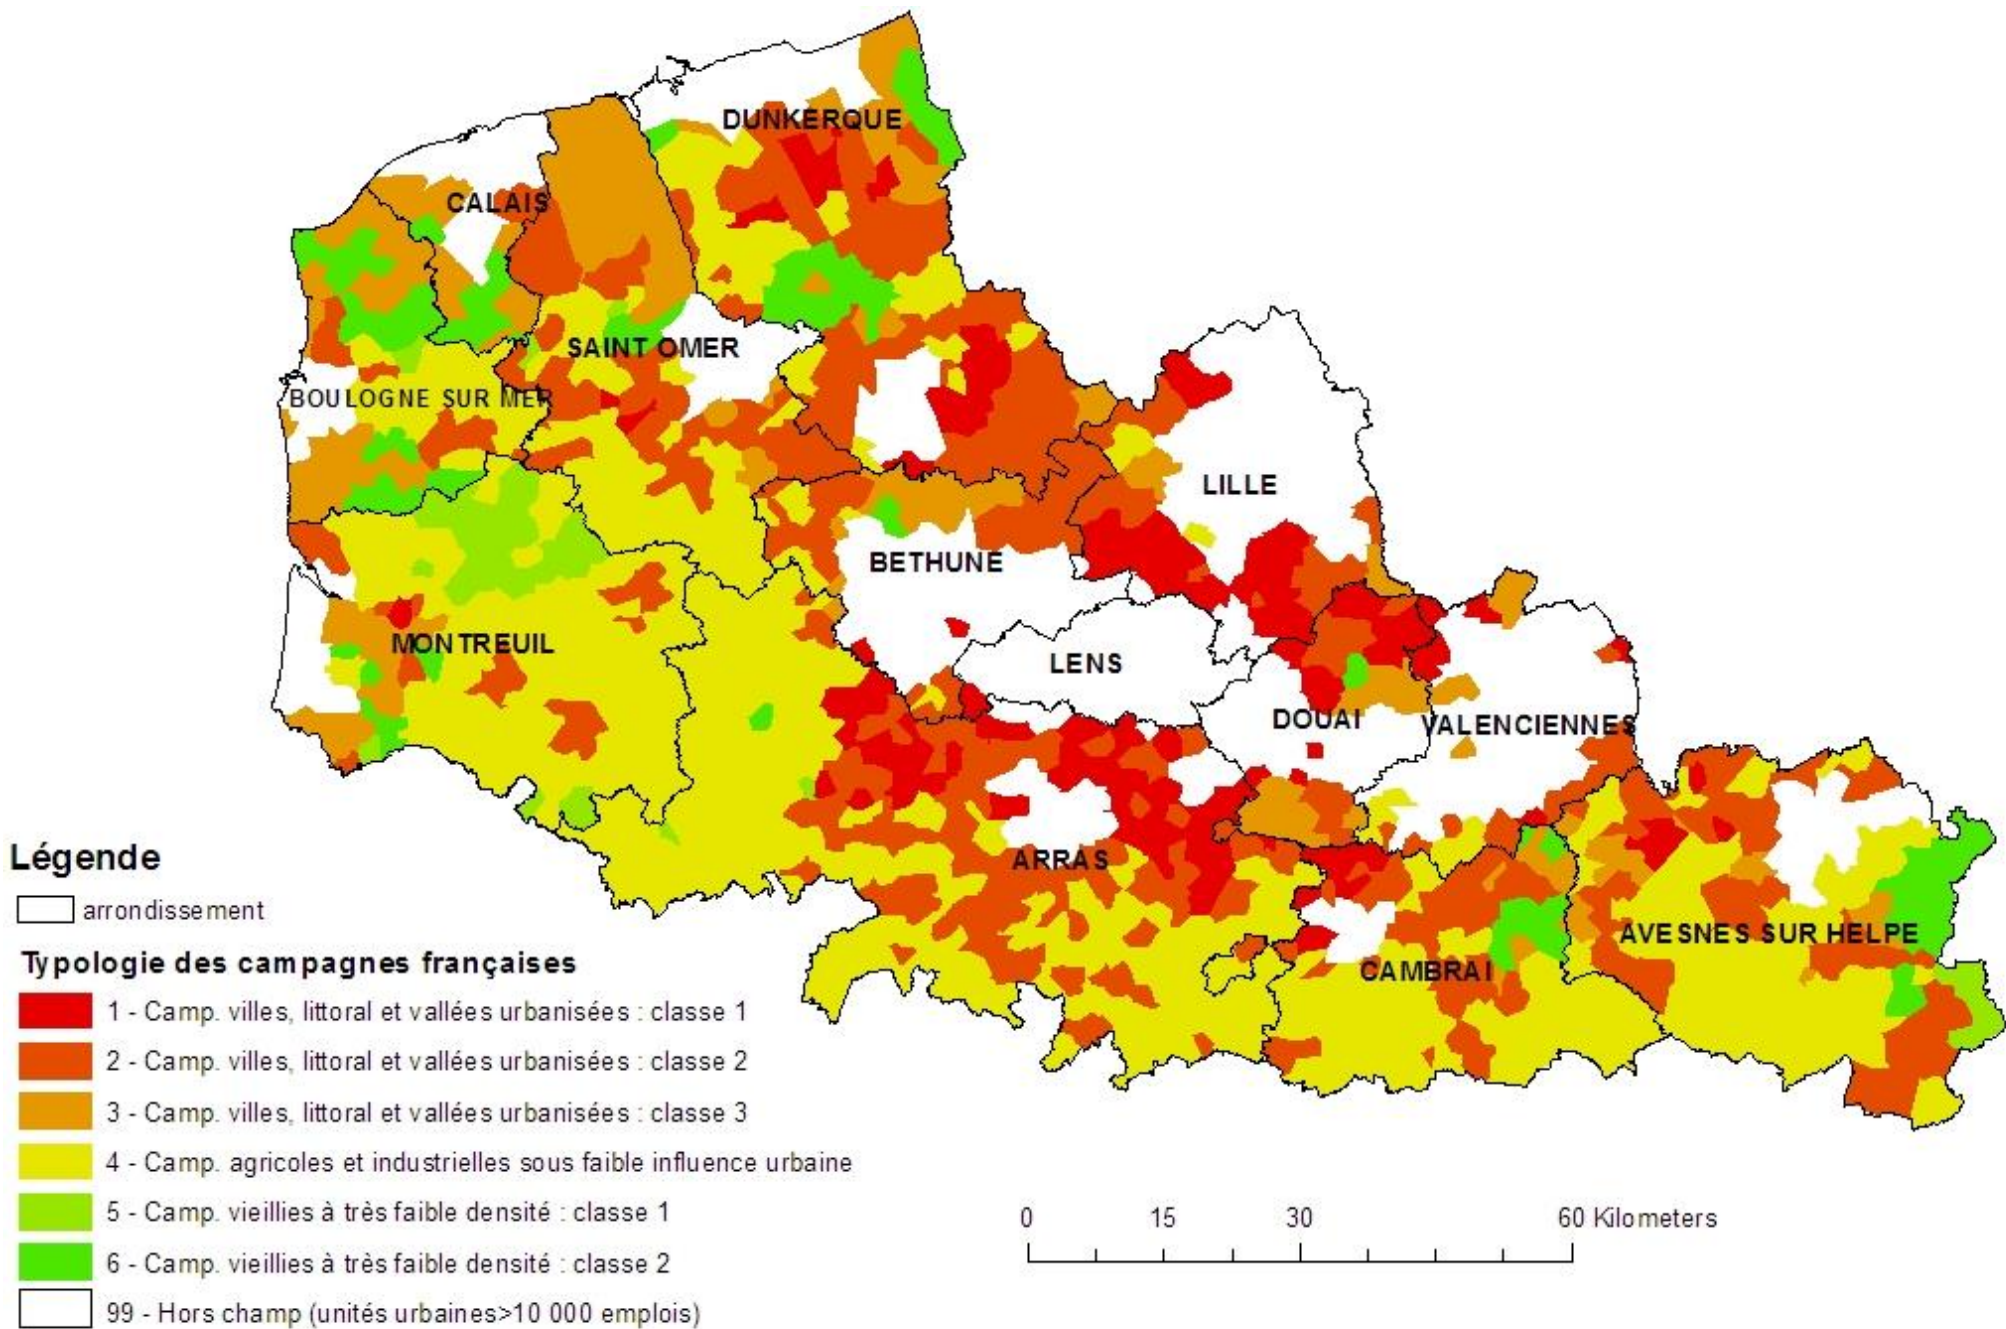 DUNKERQUE
CALAIS
SAINT OMER
BOULOGNE SUR MER
LILLE
BETHUNE
MONTREUIL
LENS
DOUAI
VALENCIENNES
ARRAS
AVESNES SUR HELPE
CAMBRAI
Légende
arrondissement
Typologie des campagnes françaises
1 - Camp. villes, littoral et vallées urbanisées : classe 1
2 - Camp. villes, littoral et vallées urbanisées : classe 2
3 - Camp. villes, littoral et vallées urbanisées : classe 3
4 - Camp. agricoles et industrielles sous faible influence urbaine
5 - Camp. vieillies à très faible densité : classe 1
6 - Camp. vieillies à très faible densité : classe 2
99 - Hors champ (unités urbaines>10 000 emplois)
0 15 30 60 Kilometers